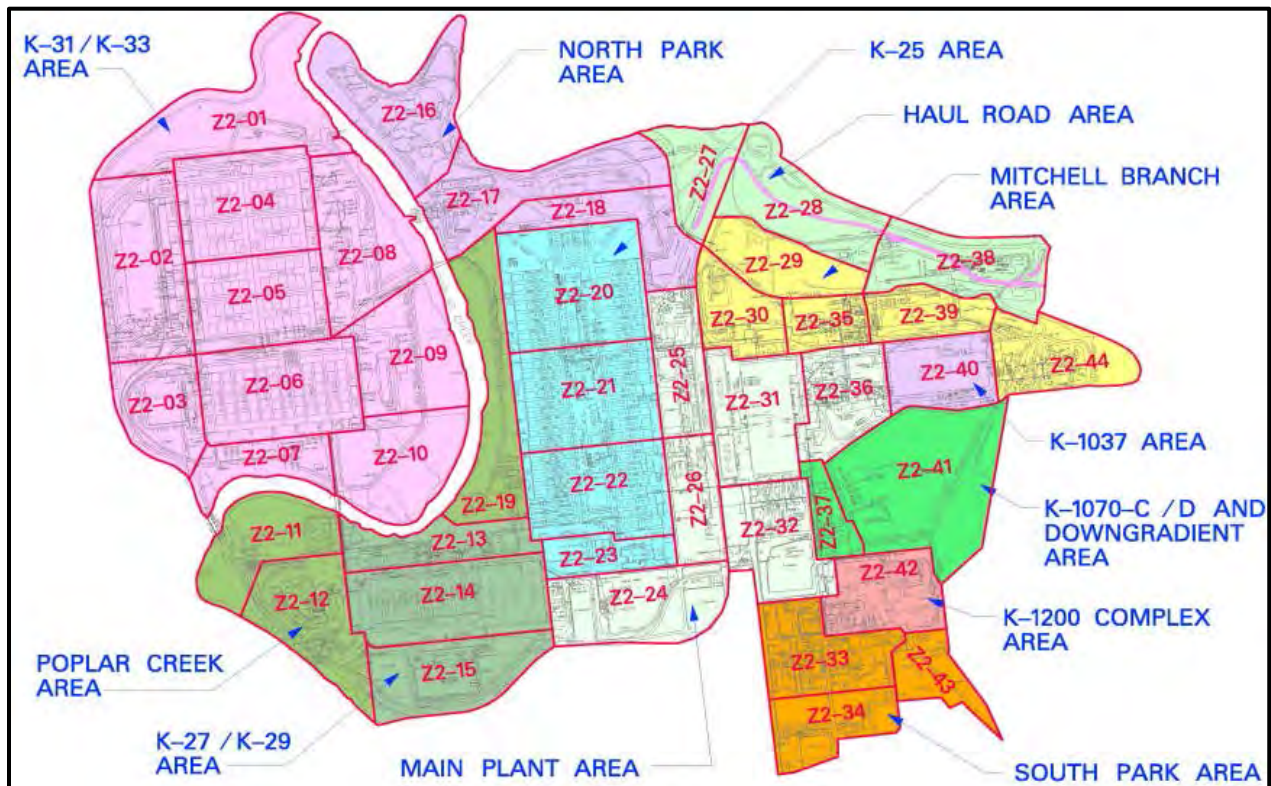 K–31 / K–33
AREA
NORTH PARK
AREA
K–25 AREA
HAUL ROAD AREA
MITCHELL BRANCH
AREA
Z2–01
Z2–16
Z2–27
Z2–04
Z2–17
Z2–18
Z2–28
Z2–02
Z2–08
Z2–29
Z2–38
Z2–05
Z2–20
Z2–30
Z2–35
Z2–39
Z2–09
Z2–25
Z2–44
Z2–06
Z2–21
Z2–31
Z2–36
Z2–40
Z2–03
Z2–07
Z2–10
Z2–22
Z2–26
Z2–41
K–1037 AREA
Z2–19
Z2–37
K–1070–C / D AND
DOWNGRADIENT
AREA
Z2–11
Z2–13
Z2–32
Z2–23
Z2–12
Z2–14
Z2–24
Z2–42
K–1200 COMPLEX
AREA
POPLAR CREEK
AREA
Z2–15
Z2–33
Z2–43
Z2–34
K–27 / K–29
AREA
MAIN PLANT AREA
SOUTH PARK AREA